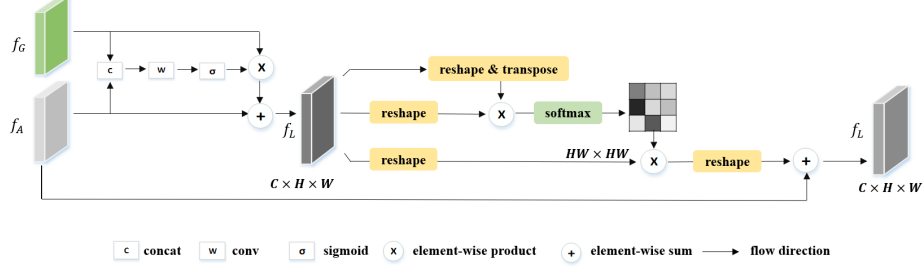 f_G
c
w
σ
X
f_A
+
f_L
C × H × W
reshape & transpose
reshape
X
softmax
reshape
HW × HW
X
reshape
+
f_L
C × H × W
c concat
w conv
σ sigmoid
X element-wise product
+ element-wise sum
flow direction